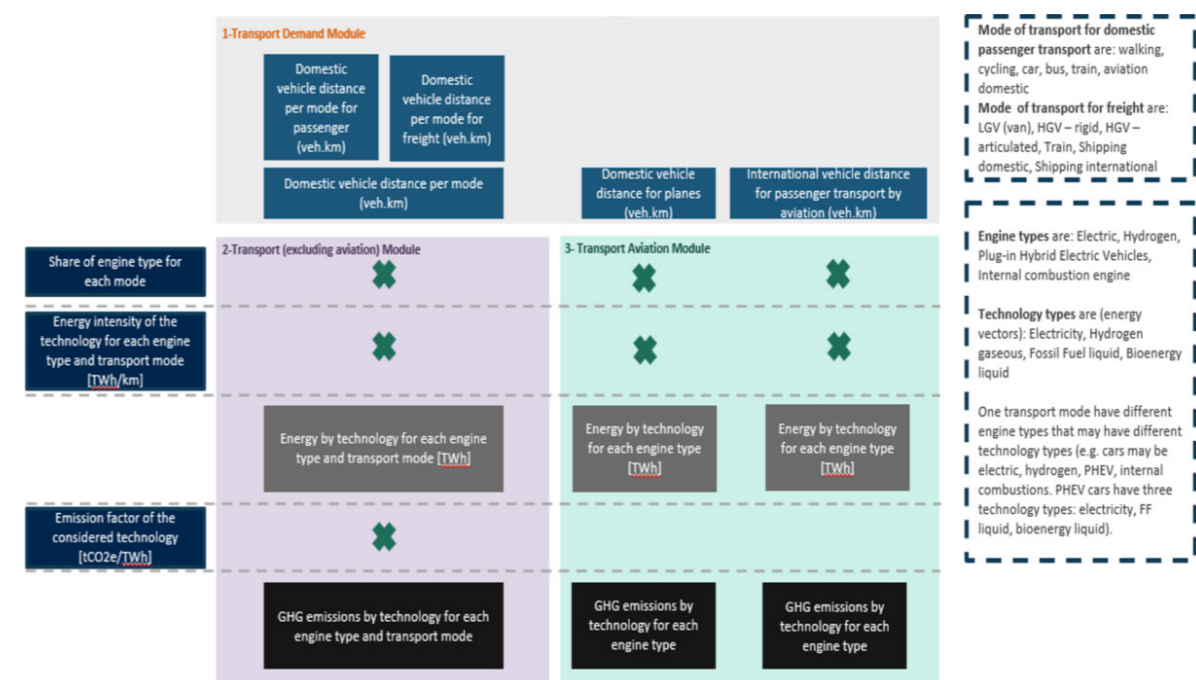 1-Transport Demand Module
Domestic
vehicle distance
per mode for
passenger
(veh.km)
Domestic
vehicle distance
per mode for
freight (veh.km)
Domestic vehicle distance per mode
(veh.km)
Domestic vehicle
distance for planes
(veh.km)
International vehicle distance
for passenger transport by
aviation (veh.km)
Mode of transport for domestic
passenger transport are: walking,
cycling, car, bus, train, aviation
domestic
Mode of transport for freight are:
LGV (van), HGV – rigid, HGV –
articulated, Train, Shipping
domestic, Shipping international
2-Transport (excluding aviation) Module
3- Transport Aviation Module
Share of engine type for
each mode
Energy intensity of the
technology for each engine
type and transport mode
[TWh/km]
Energy by technology for each engine
type and transport mode [TWh]
Energy by technology
for each engine type
[TWh]
Energy by technology
for each engine type
[TWh]
Emission factor of the
considered technology
[tCO2e/TWh]
GHG emissions by technology for each
engine type and transport mode
GHG emissions by
technology for each
engine type
GHG emissions by
technology for each
engine type
Engine types are: Electric, Hydrogen,
Plug-in Hybrid Electric Vehicles,
Internal combustion engine
Technology types are (energy
vectors): Electricity, Hydrogen
gaseous, Fossil Fuel liquid, Bioenergy
liquid
One transport mode have different
engine types that may have different
technology types (e.g. cars may be
electric, hydrogen, PHEV, internal
combustions. PHEV cars have three
technology types: electricity, FF
liquid, bioenergy liquid).